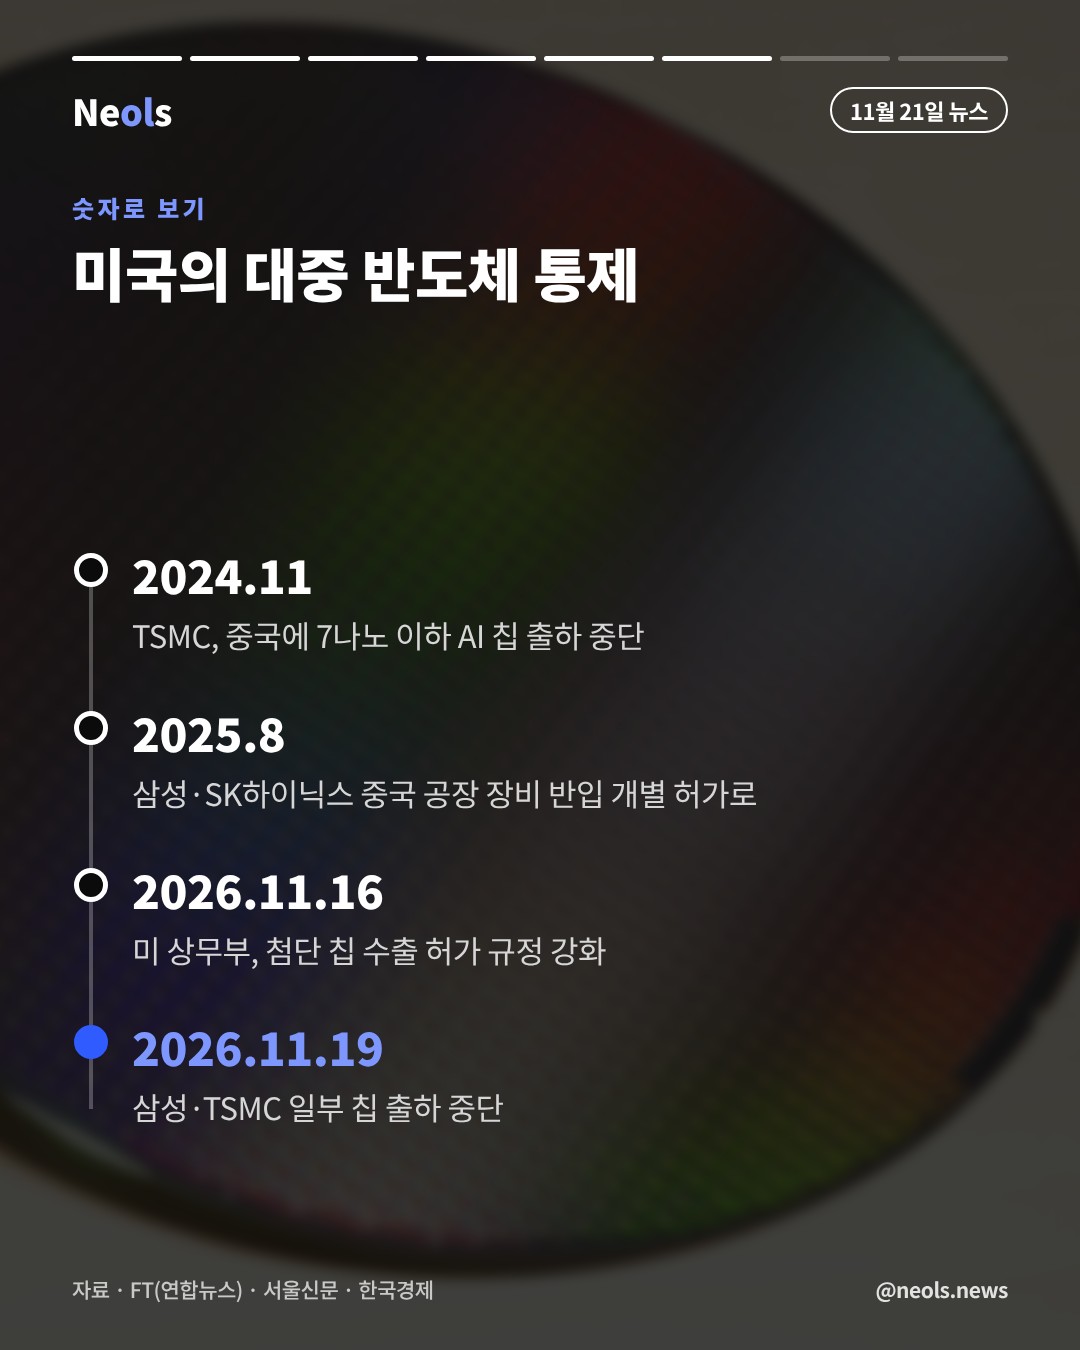 Neols
11월 21일 뉴스
숫자로 보기
미국의 대중 반도체 통제
2024.11
TSMC, 중국에 7나노 이하 AI 칩 출하 중단
2025.8
삼성·SK하이닉스 중국 공장 장비 반입 개별 허가로
2026.11.16
미 상무부, 첨단 칩 수출 허가 규정 강화
2026.11.19
삼성·TSMC 일부 칩 출하 중단
자료 · FT(연합뉴스) · 서울신문 · 한국경제
@neols.news